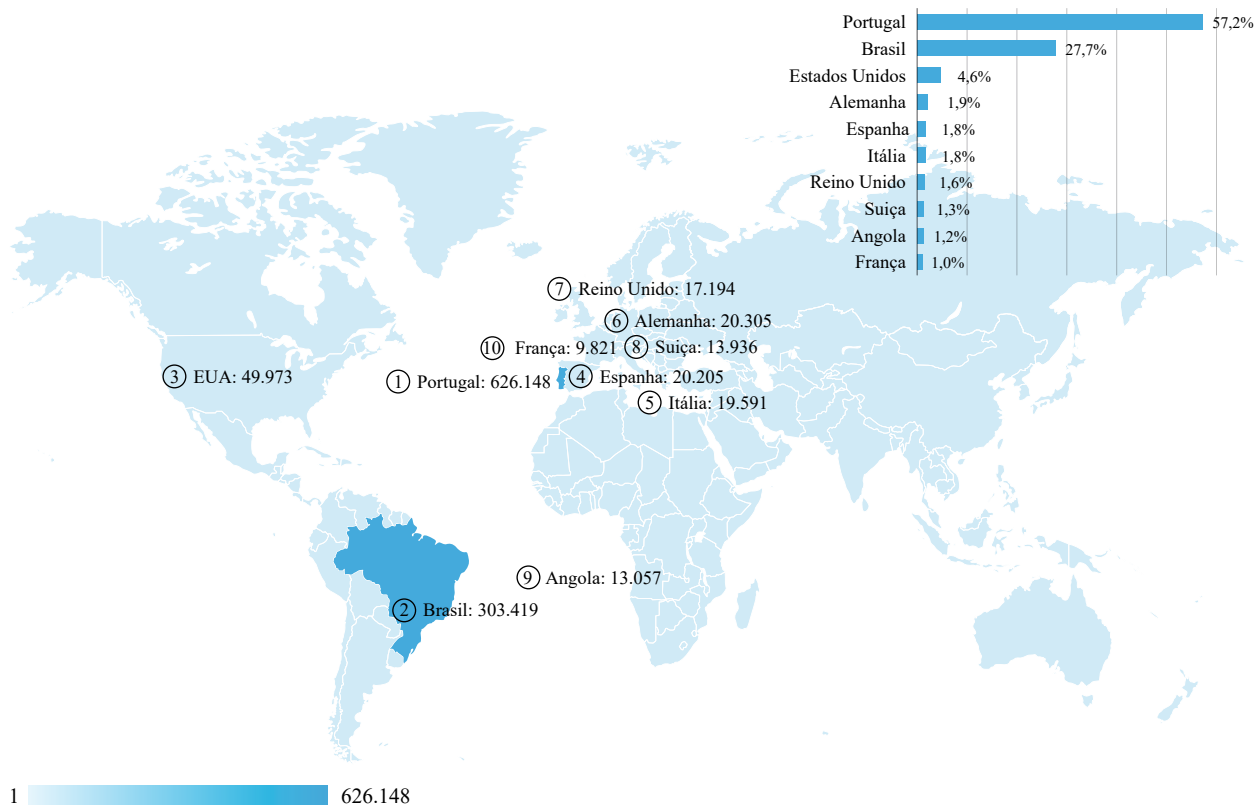 Portugal 57,2%
Brasil 27,7%
Estados Unidos 4,6%
Alemanha 1,9%
Espanha 1,8%
Itália 1,8%
Reino Unido 1,6%
Suiça 1,3%
Angola 1,2%
França 1,0%
7 Reino Unido: 17.194
6 Alemanha: 20.305
10 França: 9.821
8 Suiça: 13.936
3 EUA: 49.973
1 Portugal: 626.148
4 Espanha: 20.205
5 Itália: 19.591
9 Angola: 13.057
2 Brasil: 303.419
1 626.148